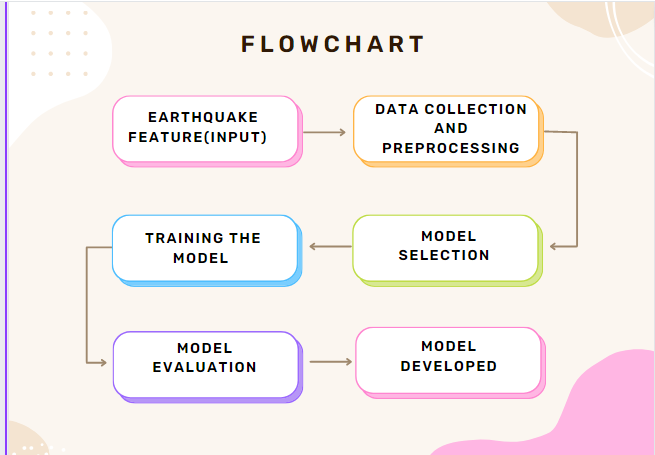 FLOWCHART
EARTHQUAKE
FEATURE(INPUT)
DATA COLLECTION
AND
PREPROCESSING
MODEL
SELECTION
TRAINING THE
MODEL
MODEL
EVALUATION
MODEL
DEVELOPED